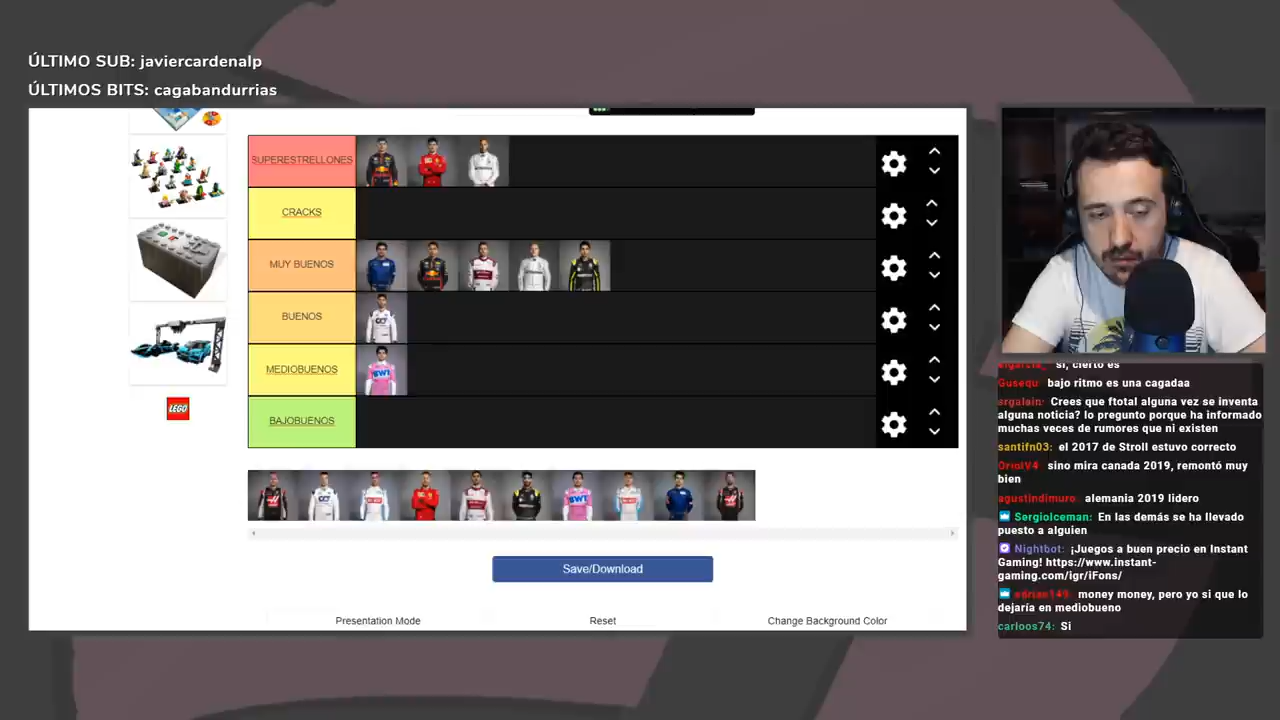 ÚLTIMO SUB: javiercardenalp
ÚLTIMOS BITS: cagabandurrias
SUPERESTRELLONES
CRACKS
MUY BUENOS
BUENOS
MEDIOBUENOS
BAJOBUENOS
LEGO
Save/Download
Presentation Mode
Reset
Change Background Color
si, cierto es
Gusequ: bajo ritmo es una cagadaa
srgalain: Crees que ftotal alguna vez se inventa
alguna noticia? lo pregunto porque ha informado
muchas veces de rumores que ni existen
santifn03: el 2017 de Stroll estuvo correcto
OriolV4 sino mira canada 2019, remontó muy
bien
agustindimuro: alemania 2019 lidero
SergioIceman: En las demás se ha llevado
puesto a alguien
Nightbot: ¡Juegos a buen precio en Instant
Gaming! https://www.instant-
gaming.com/igr/iFons/
adrian149: money money, pero yo si que lo
dejaría en mediobueno
carloos74: Si